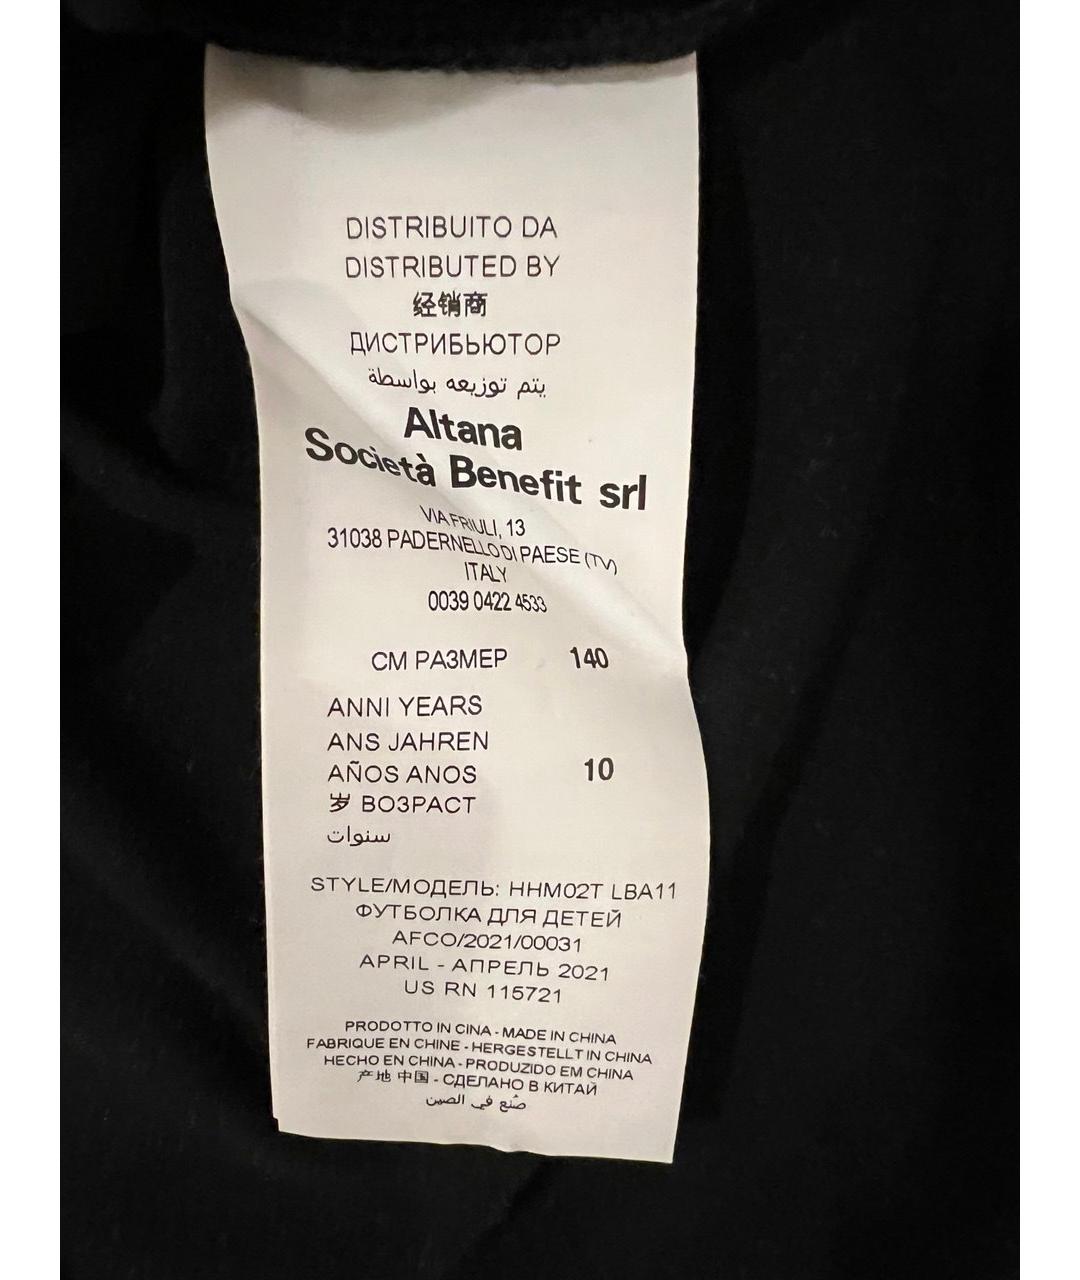 DISTRIBUITO DA
DISTRIBUTED BY
经销商
ДИСТРИБЬЮТОР
يتم توزيعه بواسطة
Altana
Società Benefit srl
VIA FRIULI, 13
31038 PADERNELLO DI PAESE (TV)
ITALY
0039 0422 4533
CM РАЗМЕР 140
ANNI YEARS
ANS JAHREN
AÑOS ANOS 10
岁 ВОЗРАСТ
سنوات
STYLE/МОДЕЛЬ: HHM02T LBA11
ФУТБОЛКА ДЛЯ ДЕТЕЙ
AFCO/2021/00031
APRIL - АПРЕЛЬ 2021
US RN 115721
PRODOTTO IN CINA - MADE IN CHINA
FABRIQUE EN CHINE - HERGESTELLT IN CHINA
HECHO EN CHINA - PRODUZIDO EM CHINA
产地 中国 - СДЕЛАНО В КИТАЙ
صُنع في الصين